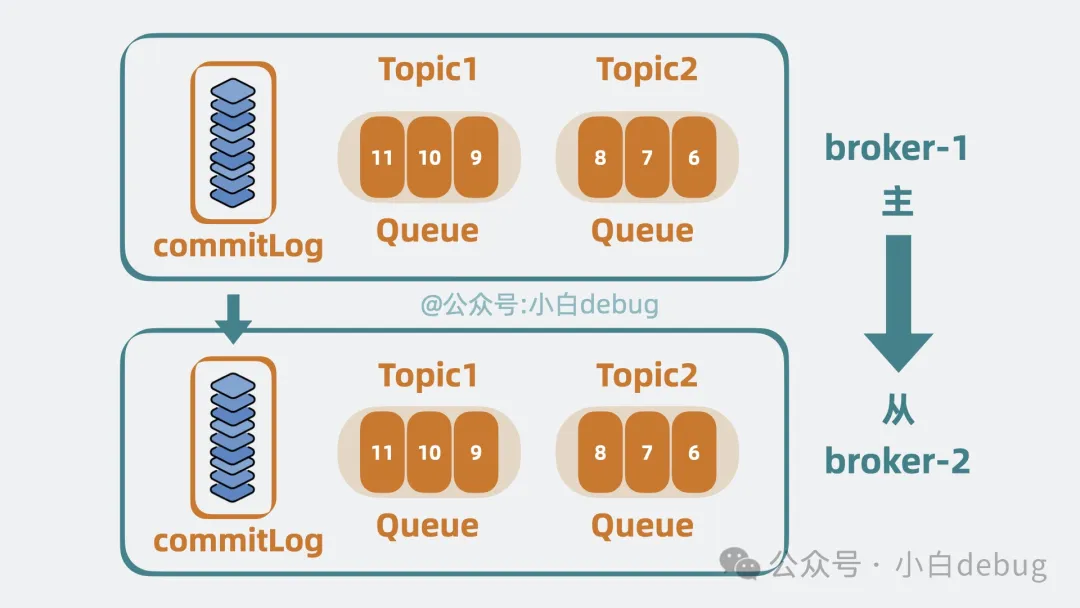 Topic1
Topic2
11 10 9
8 7 6
Queue
Queue
commitLog
broker-1
主
@公众号:小白debug
Topic1
Topic2
11 10 9
8 7 6
Queue
Queue
commitLog
从
broker-2
公众号 · 小白debug